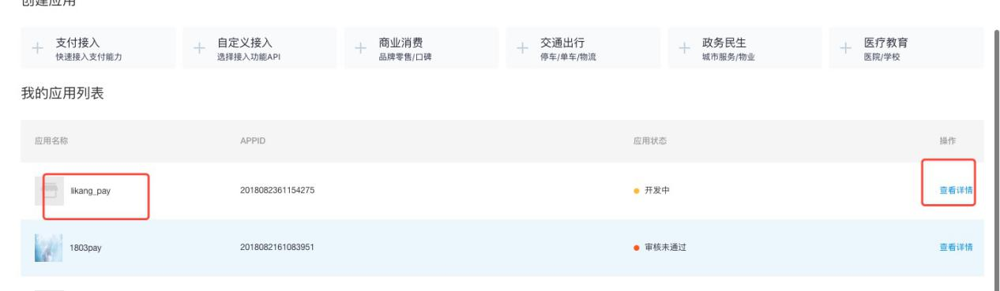 创建应用
支付接入
快速接入支付能力
自定义接入
选择接入功能API
商业消费
品牌零售/口碑
交通出行
停车/单车/物流
政务民生
城市服务/物业
医疗教育
医院/学校
我的应用列表
应用名称 APPID 应用状态 操作
likang_pay 2018082361154275 开发中 查看详情
1803pay 2018082161083951 审核未通过 查看详情